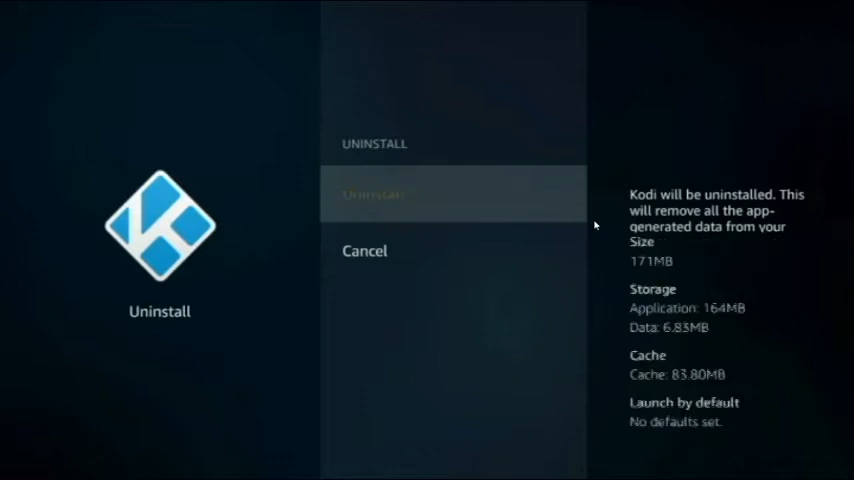 UNINSTALL
Uninstall
Cancel
Uninstall
Kodi will be uninstalled. This
will remove all the app-
generated data from your
Size
171MB
Storage
Application: 164MB
Data: 6.83MB
Cache
Cache: 83.80MB
Launch by default
No defaults set.